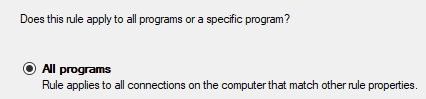 Does this rule apply to all programs or a specific program?
All programs
Rule applies to all connections on the computer that match other rule properties.